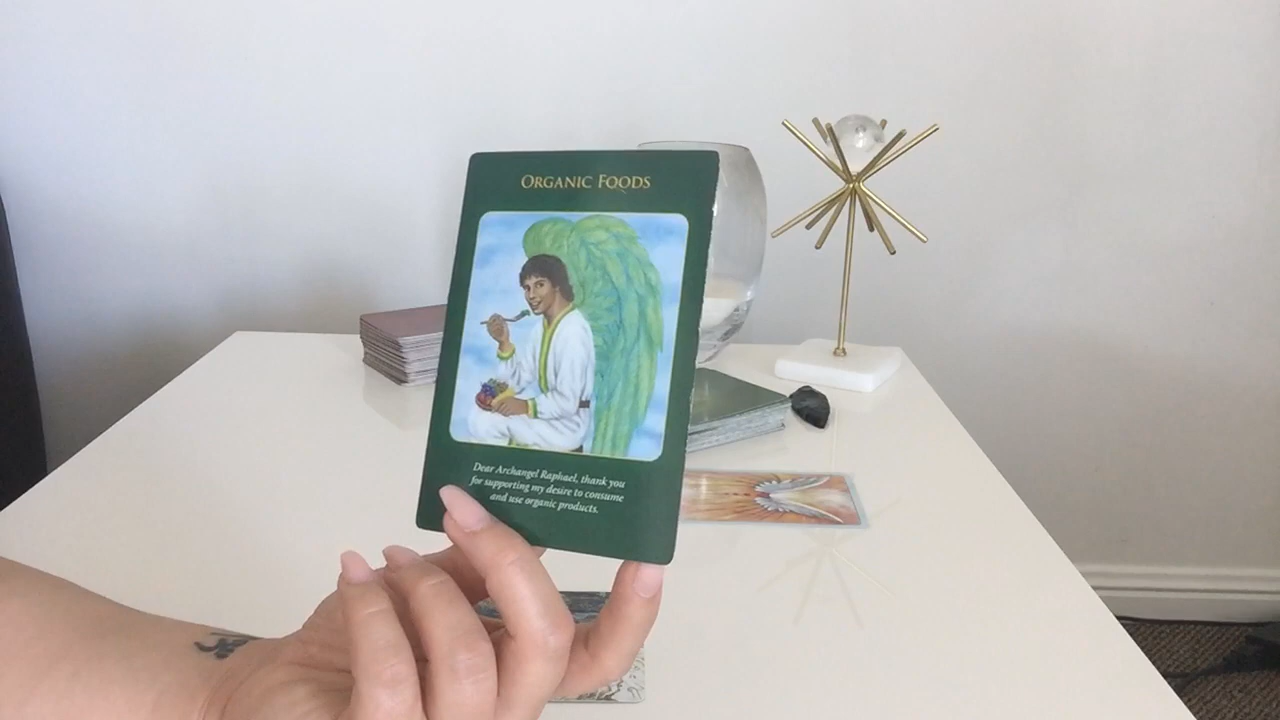 ORGANIC FOODS
Dear Archangel Raphael, thank you
for supporting my desire to consume
and use organic products.